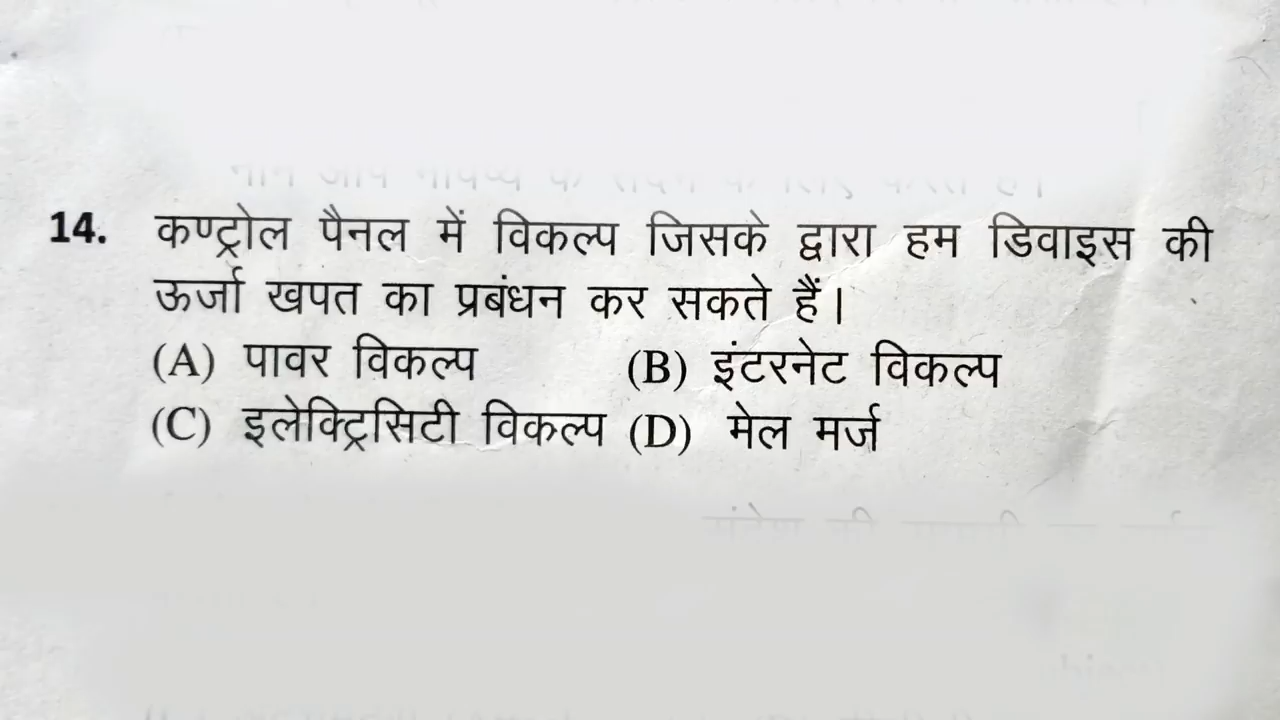 14. कण्ट्रोल पैनल में विकल्प जिसके द्वारा हम डिवाइस की
ऊर्जा खपत का प्रबंधन कर सकते हैं।
(A) पावर विकल्प (B) इंटरनेट विकल्प
(C) इलेक्ट्रिसिटी विकल्प (D) मेल मर्ज